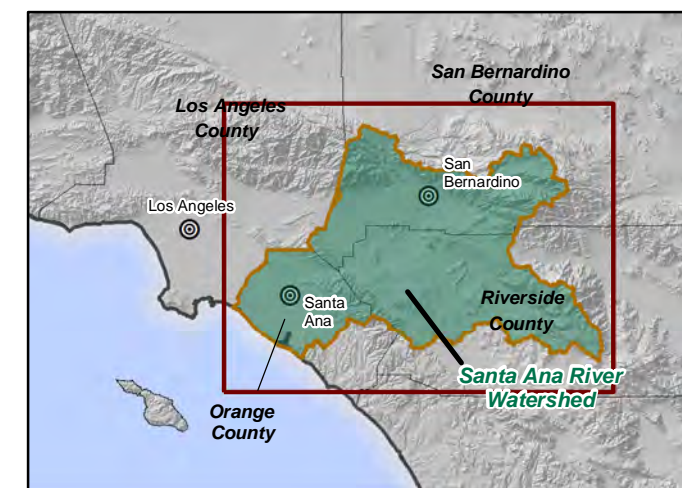 San Bernardino
County
Los Angeles
County
San
Bernardino
Los Angeles
Santa
Ana
Riverside
County
Santa Ana River
Watershed
Orange
County